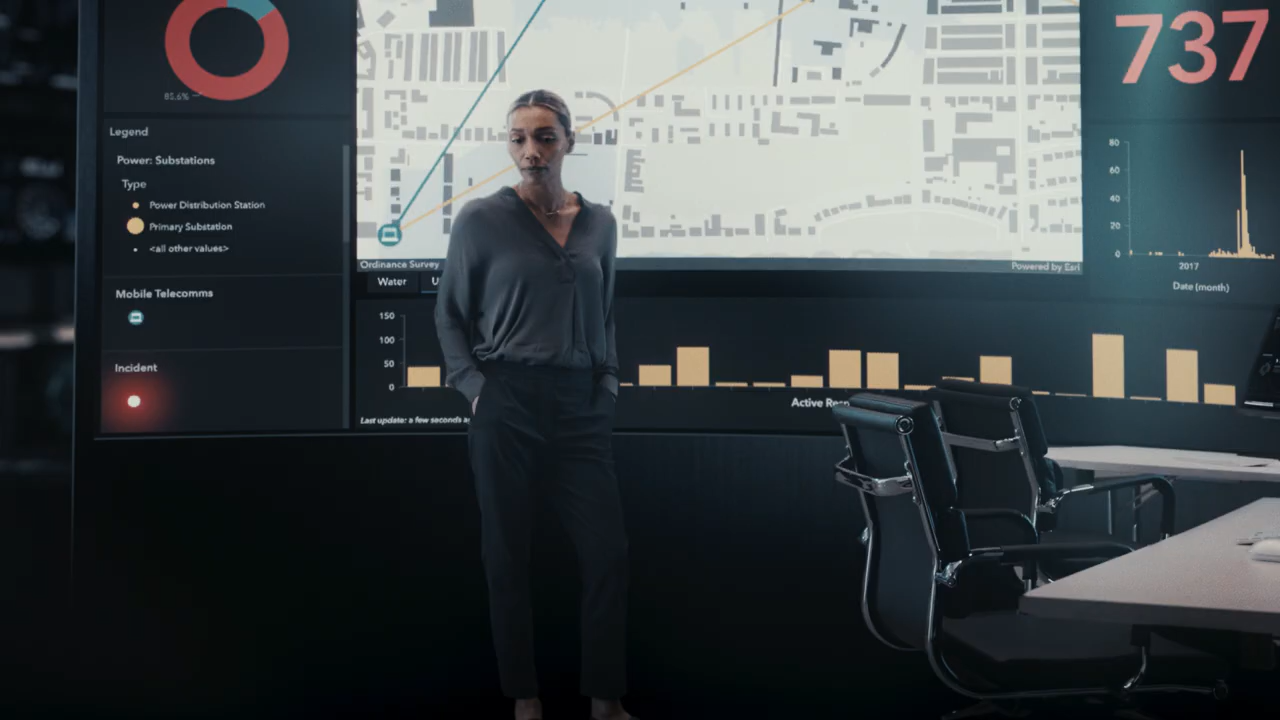 85.6%
Legend
Power: Substations
Type
Power Distribution Station
Primary Substation
<all other values>
Mobile Telecomms
Incident
Ordinance Survey
Powered by Esri
Water
150
100
50
0
Last update: a few seconds
Active
737
80
60
40
20
0
2017
Date (month)